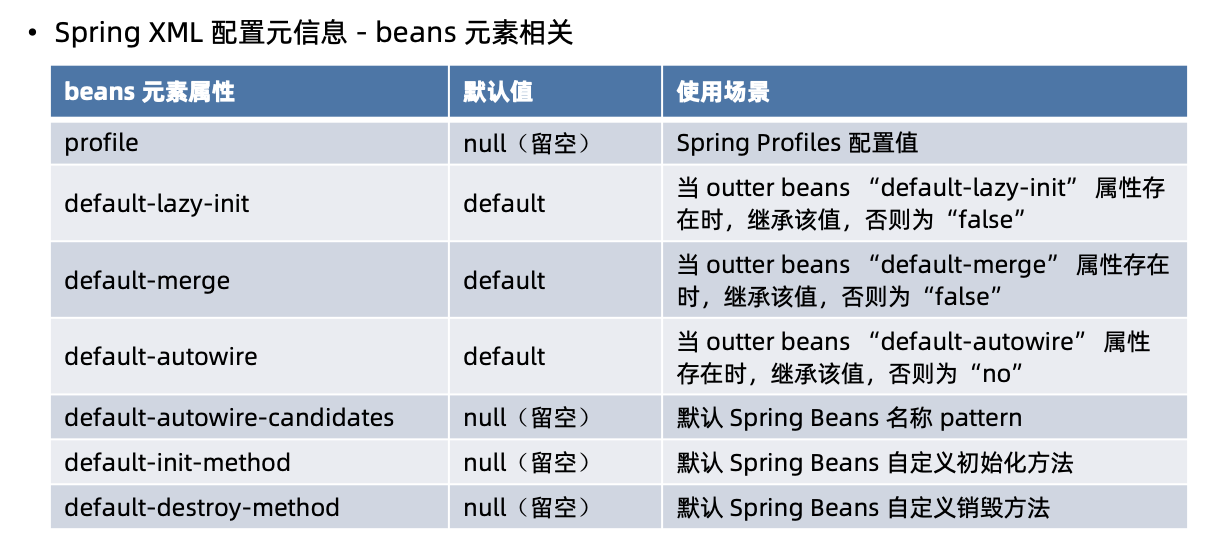 • Spring XML 配置元信息 - beans 元素相关
beans 元素属性 默认值 使用场景
profile null（留空） Spring Profiles 配置值
default-lazy-init default 当 outter beans “default-lazy-init” 属性存
在时，继承该值，否则为“false”
default-merge default 当 outter beans “default-merge” 属性存在
时，继承该值，否则为“false”
default-autowire default 当 outter beans “default-autowire” 属性
存在时，继承该值，否则为“no”
default-autowire-candidates null（留空） 默认 Spring Beans 名称 pattern
default-init-method null（留空） 默认 Spring Beans 自定义初始化方法
default-destroy-method null（留空） 默认 Spring Beans 自定义销毁方法